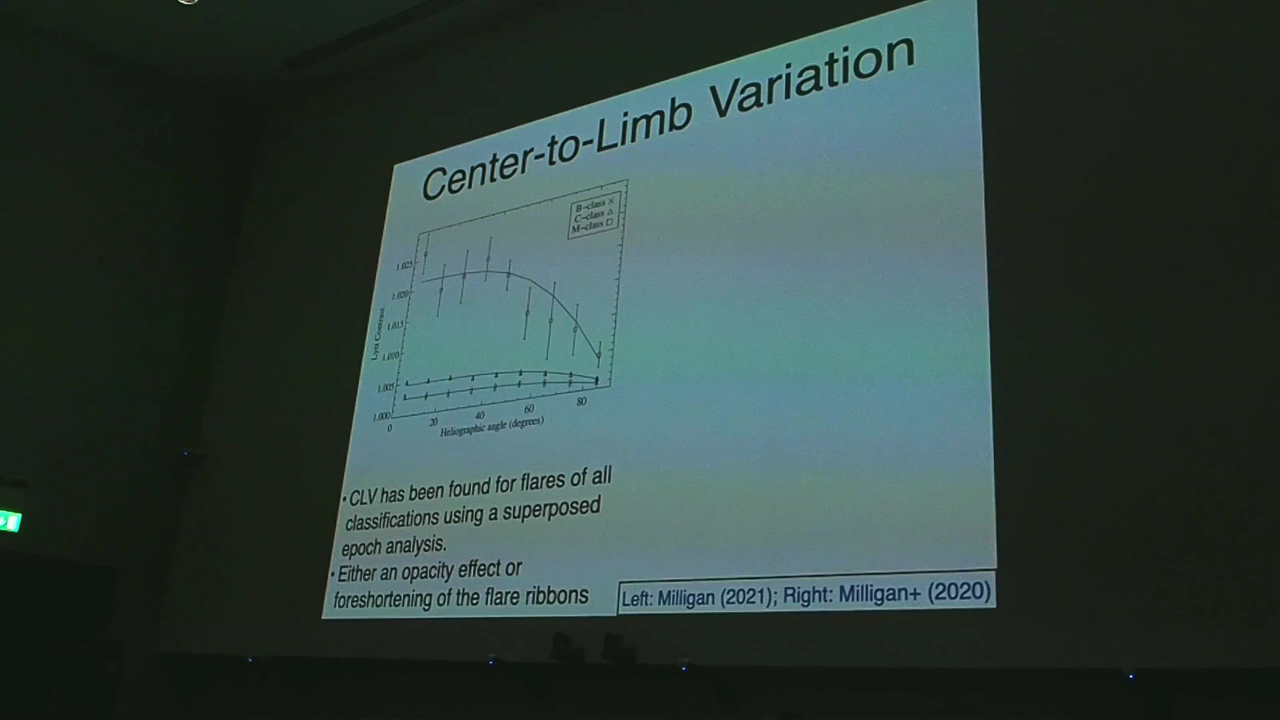 Center-to-Limb Variation
B-class
C-class
M-class
1.025
1.020
1.015
1.010
1.005
1.000
Lyα Contrast
0
20
40
60
80
Heliographic angle (degrees)
• CLV has been found for flares of all
classifications using a superposed
epoch analysis.
• Either an opacity effect or
foreshortening of the flare ribbons
Left: Milligan (2021); Right: Milligan+ (2020)